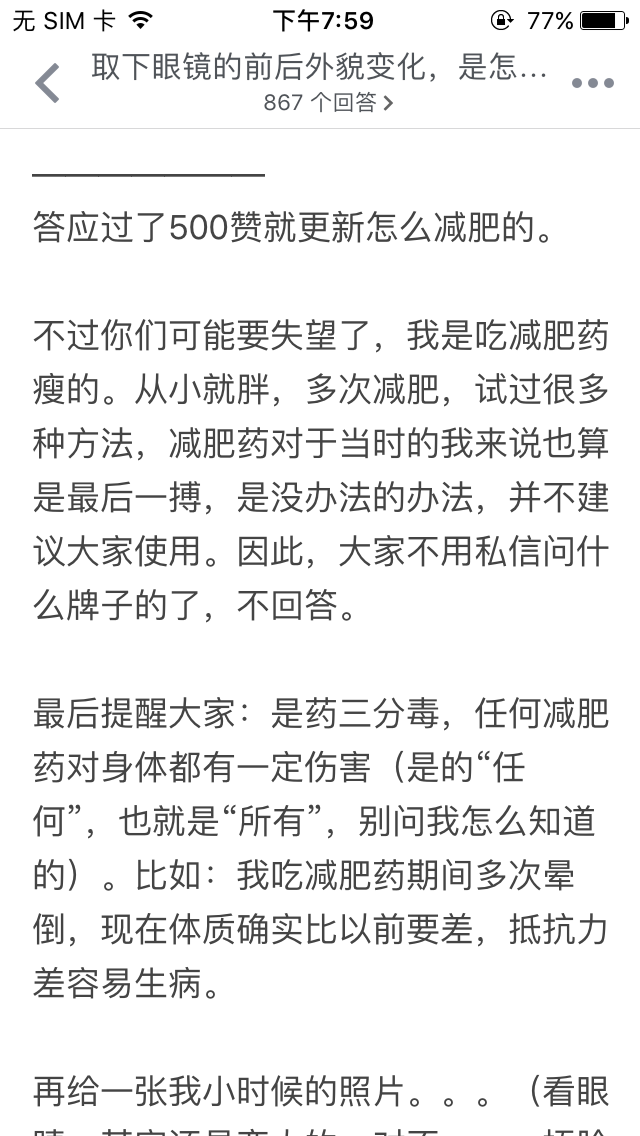 无 SIM 卡 下午7:59 77%
取下眼镜的前后外貌变化，是怎…
867 个回答
答应过了500赞就更新怎么减肥的。
不过你们可能要失望了，我是吃减肥药
瘦的。从小就胖，多次减肥，试过很多
种方法，减肥药对于当时的我来说也算
是最后一搏，是没办法的办法，并不建
议大家使用。因此，大家不用私信问什
么牌子的了，不回答。
最后提醒大家：是药三分毒，任何减肥
药对身体都有一定伤害（是的“任
何”，也就是“所有”，别问我怎么知道
的）。比如：我吃减肥药期间多次晕
倒，现在体质确实比以前要差，抵抗力
差容易生病。
再给一张我小时候的照片。。。（看眼